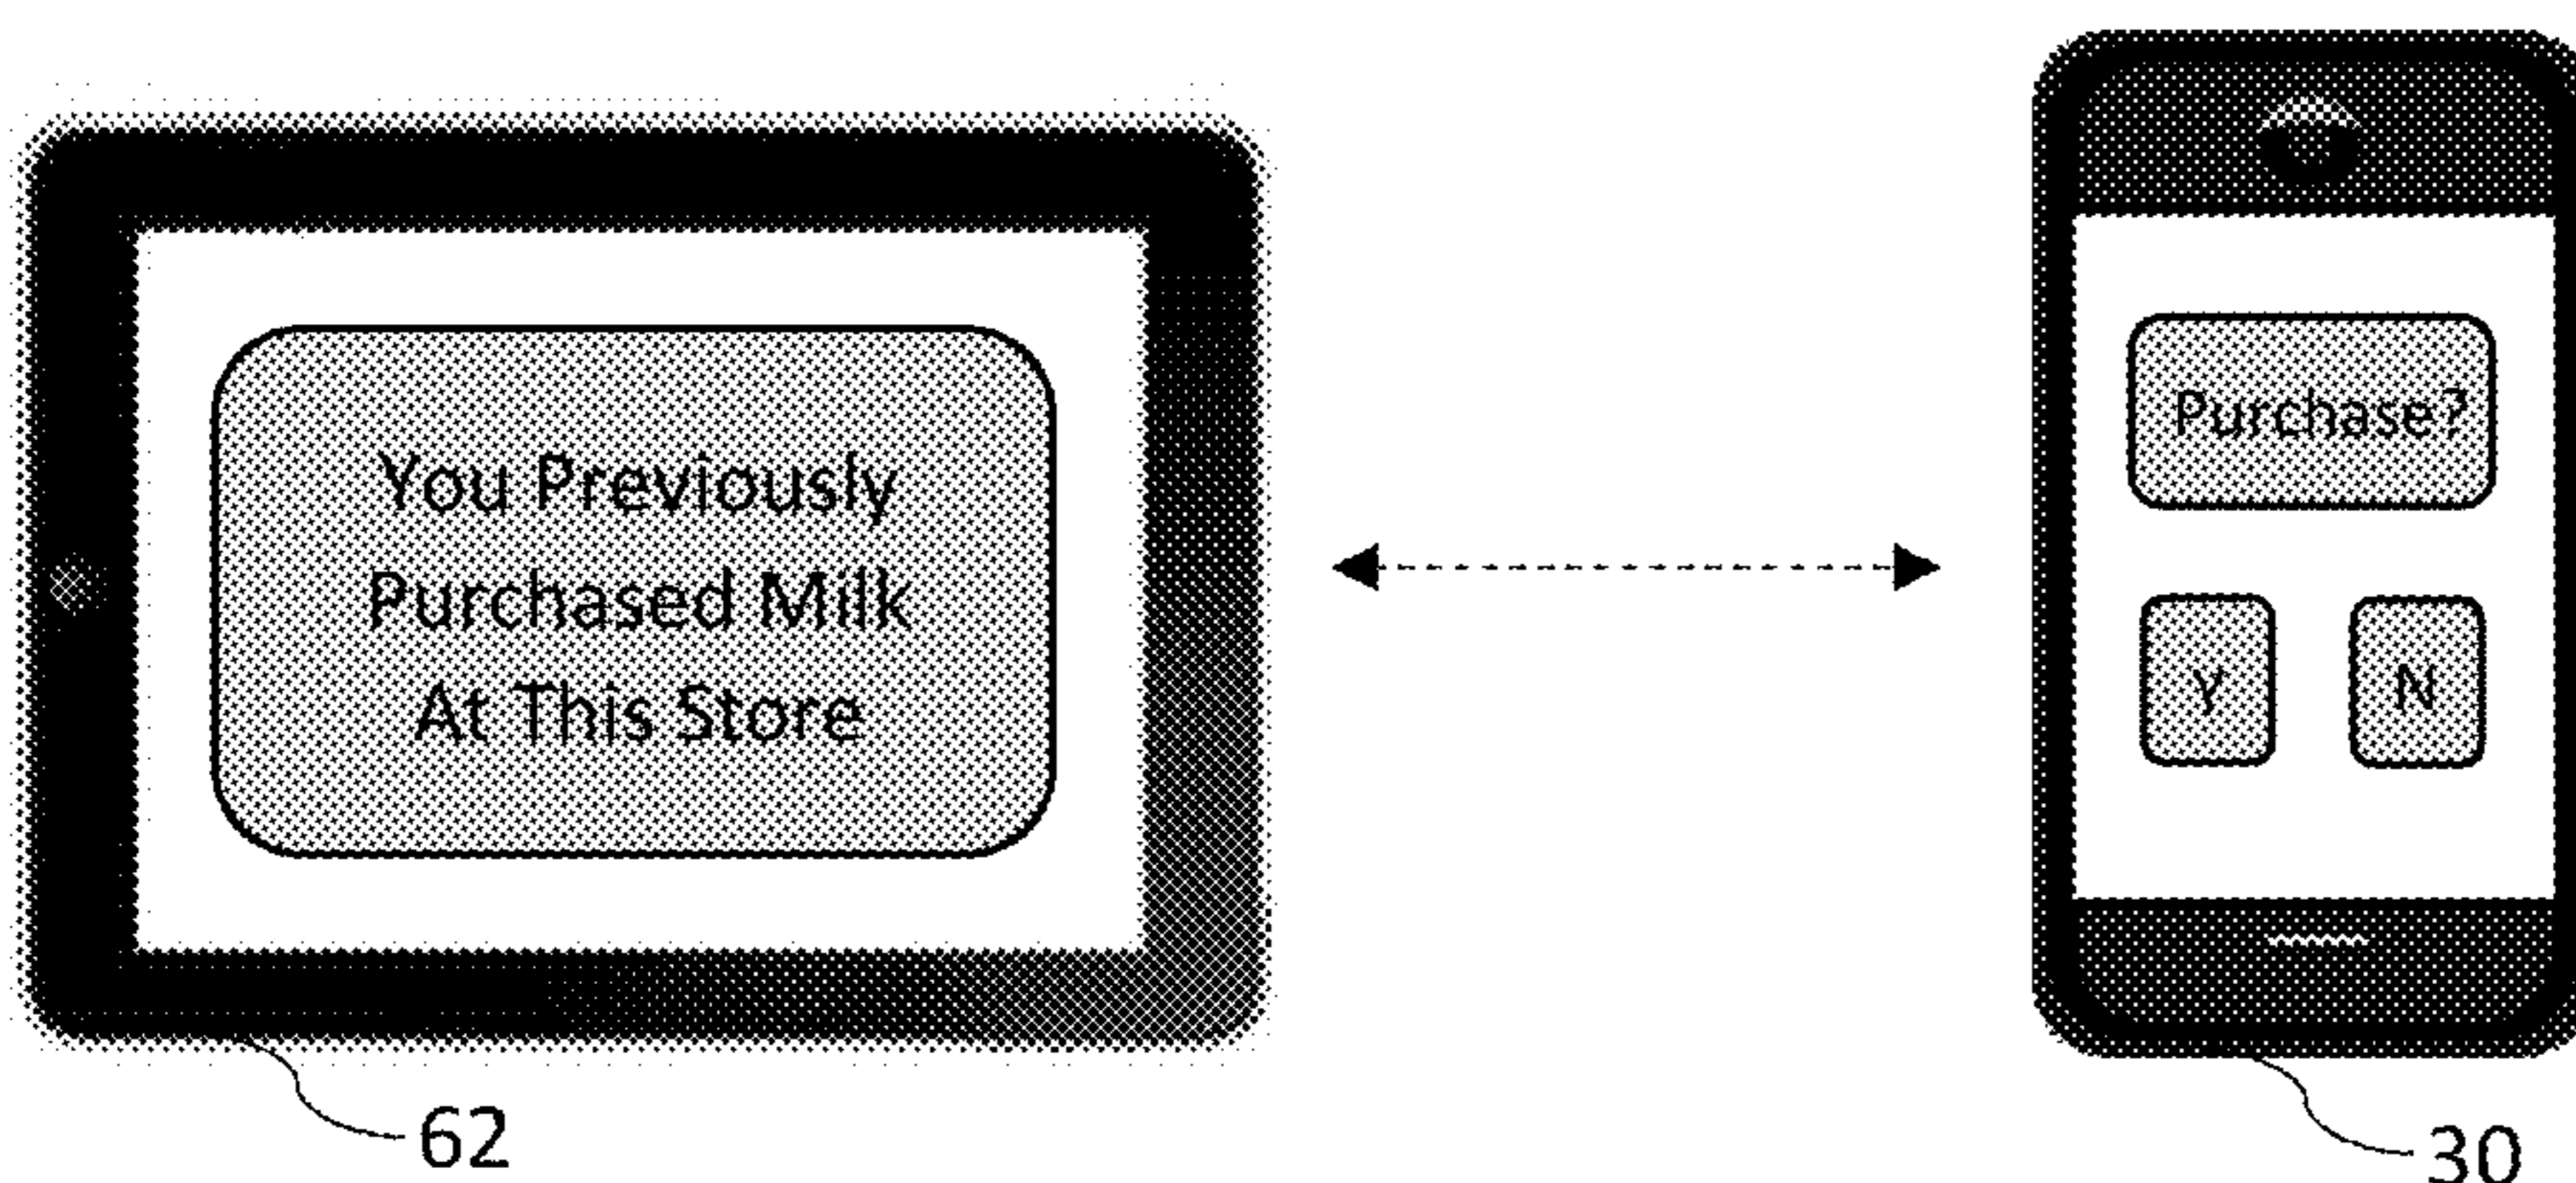 You Previously
Purchased Milk
At This Store
62
Purchase?
Y
N
30